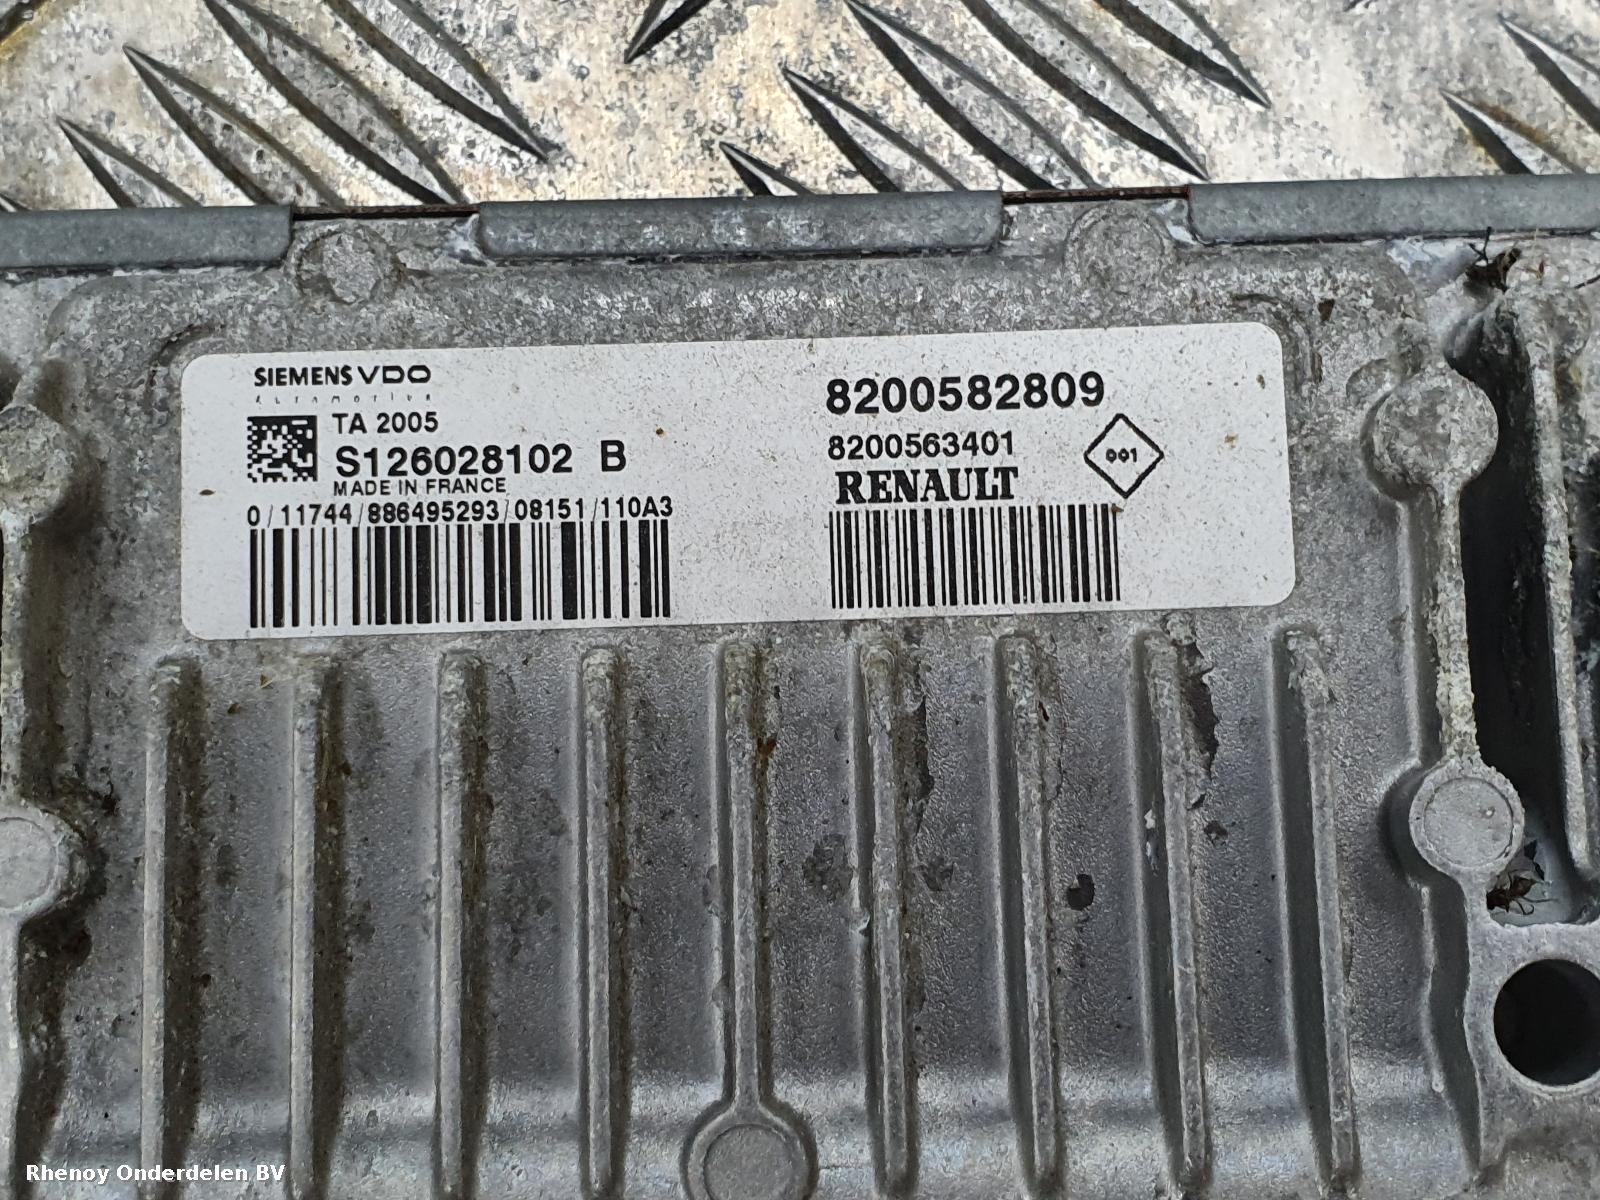 SIEMENS VDO
Automotive
TA 2005
S126028102 B
MADE IN FRANCE
0/11744/886495293/08151/110A3
8200582809
8200563401
RENAULT
001
Rhenoy Onderdelen BV